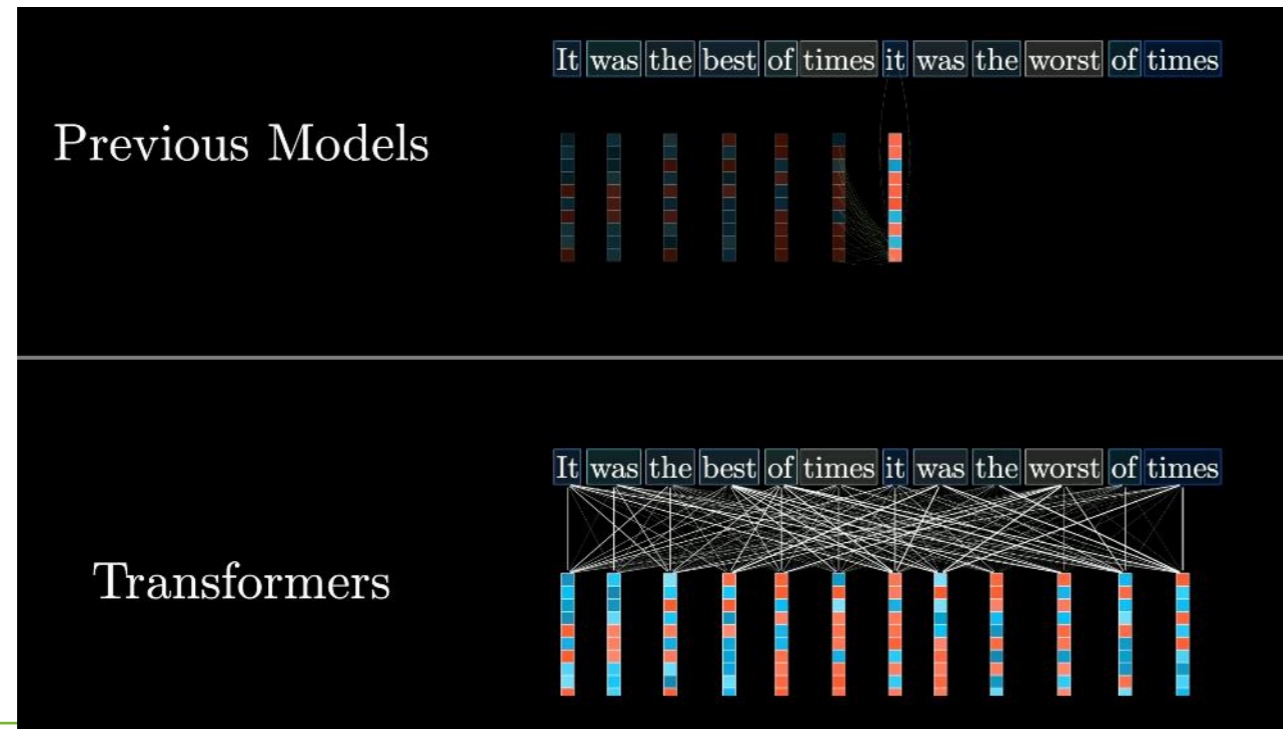 It was the best of times it was the worst of times
Previous Models
It was the best of times it was the worst of times
Transformers